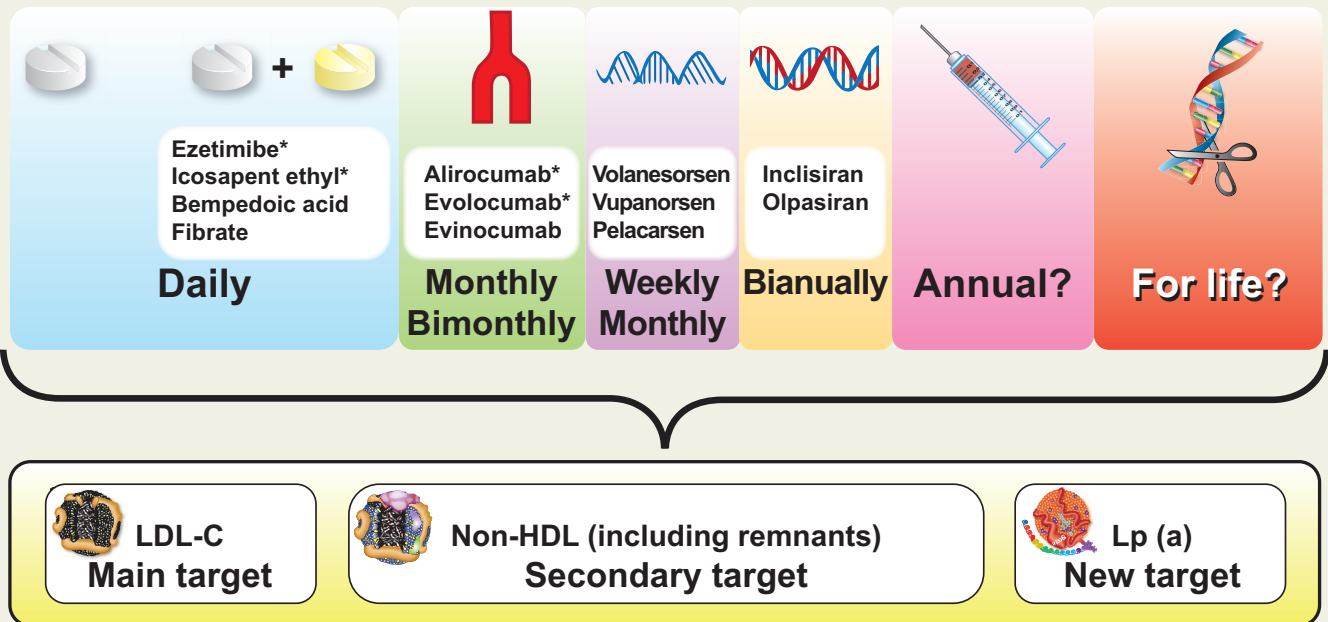 +
Ezetimibe*
Icosapent ethyl*
Bempedoic acid
Fibrate
Daily
Alirocumab*
Evolocumab*
Evinocumab
Monthly
Bimonthly
Volanesorsen
Vupanorsen
Pelacarsen
Weekly
Monthly
Inclisiran
Olpasiran
Bianually
Annual?
For life?
LDL-C
Main target
Non-HDL (including remnants)
Secondary target
Lp (a)
New target